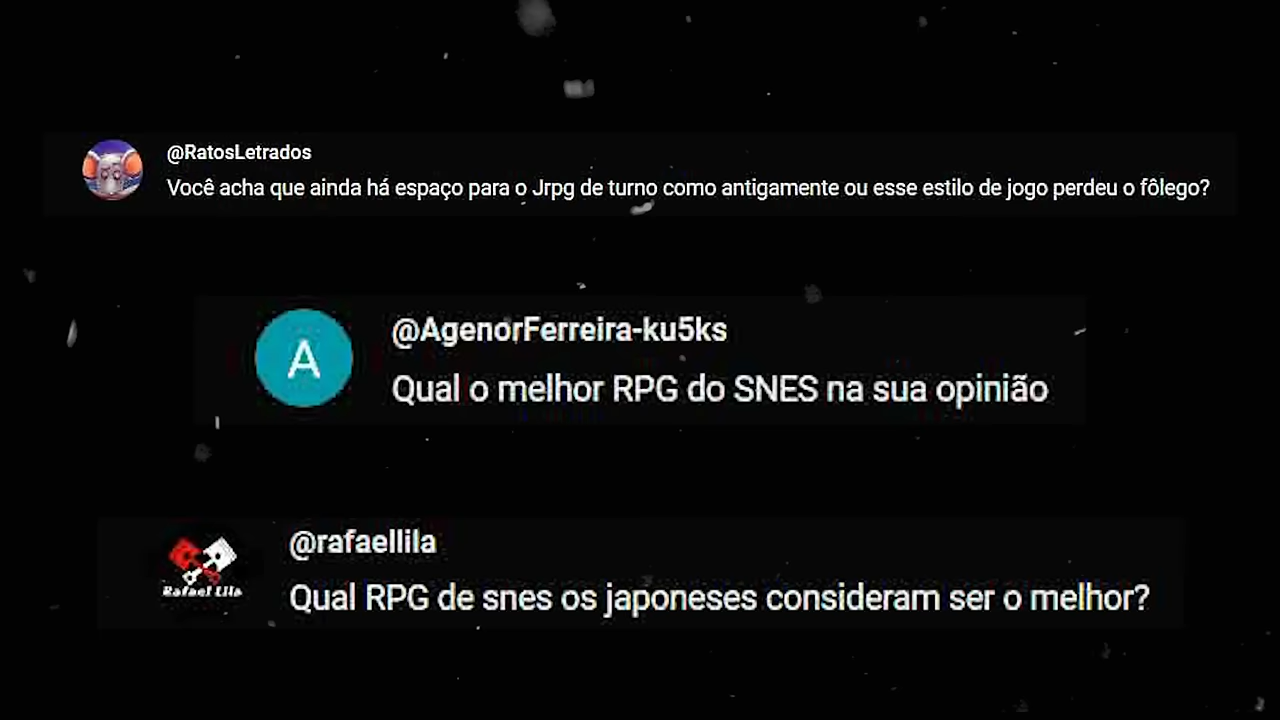 @RatosLetrados
Você acha que ainda há espaço para o Jrpg de turno como antigamente ou esse estilo de jogo perdeu o fôlego?
A
@AgenorFerreira-ku5ks
Qual o melhor RPG do SNES na sua opinião
@rafaellila
Rafael Lila
Qual RPG de snes os japoneses consideram ser o melhor?